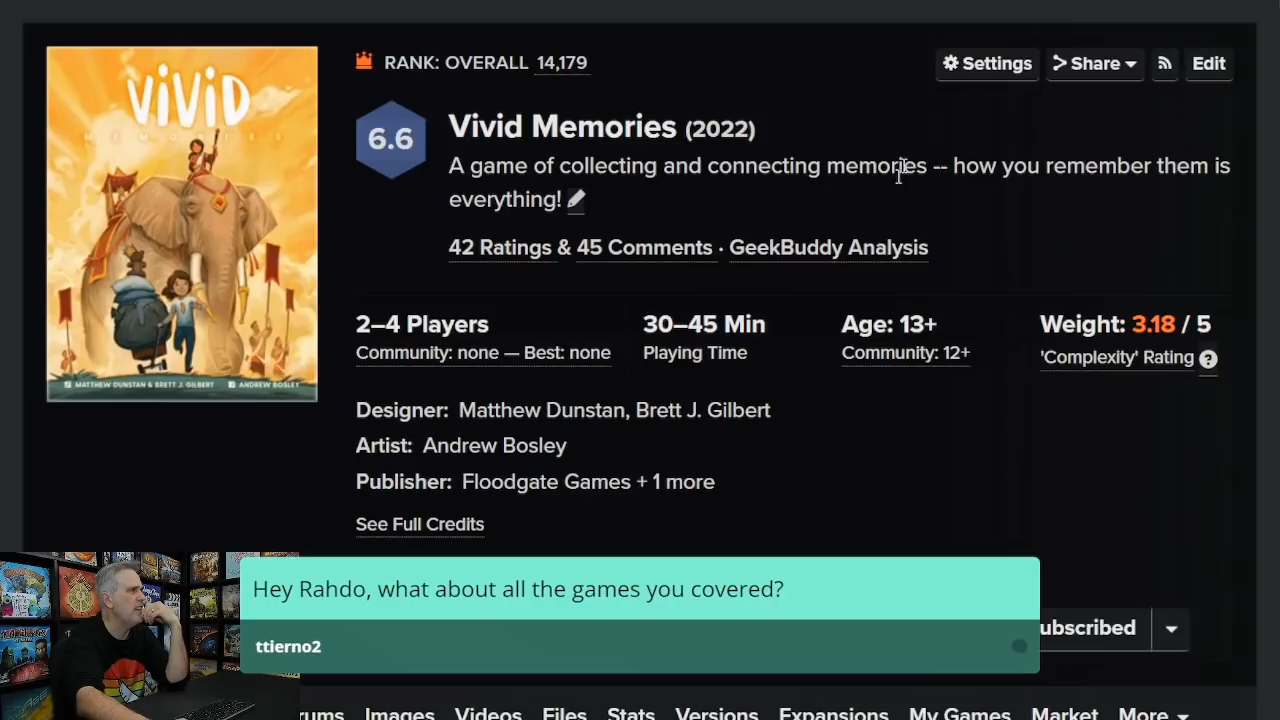 RANK: OVERALL 14,179
Settings
Share
Edit
ViViD
MEMORIES
MATTHEW DUNSTAN & BRETT J. GILBERT
ANDREW BOSLEY
6.6
Vivid Memories (2022)
A game of collecting and connecting memories -- how you remember them is
everything!
42 Ratings & 45 Comments · GeekBuddy Analysis
2–4 Players
Community: none — Best: none
30–45 Min
Playing Time
Age: 13+
Community: 12+
Weight: 3.18 / 5
'Complexity' Rating ?
Designer: Matthew Dunstan, Brett J. Gilbert
Artist: Andrew Bosley
Publisher: Floodgate Games + 1 more
See Full Credits
Hey Rahdo, what about all the games you covered?
ttierno2
ubscribed
rums Images Videos Files Stats Versions Expansions My Games Market More